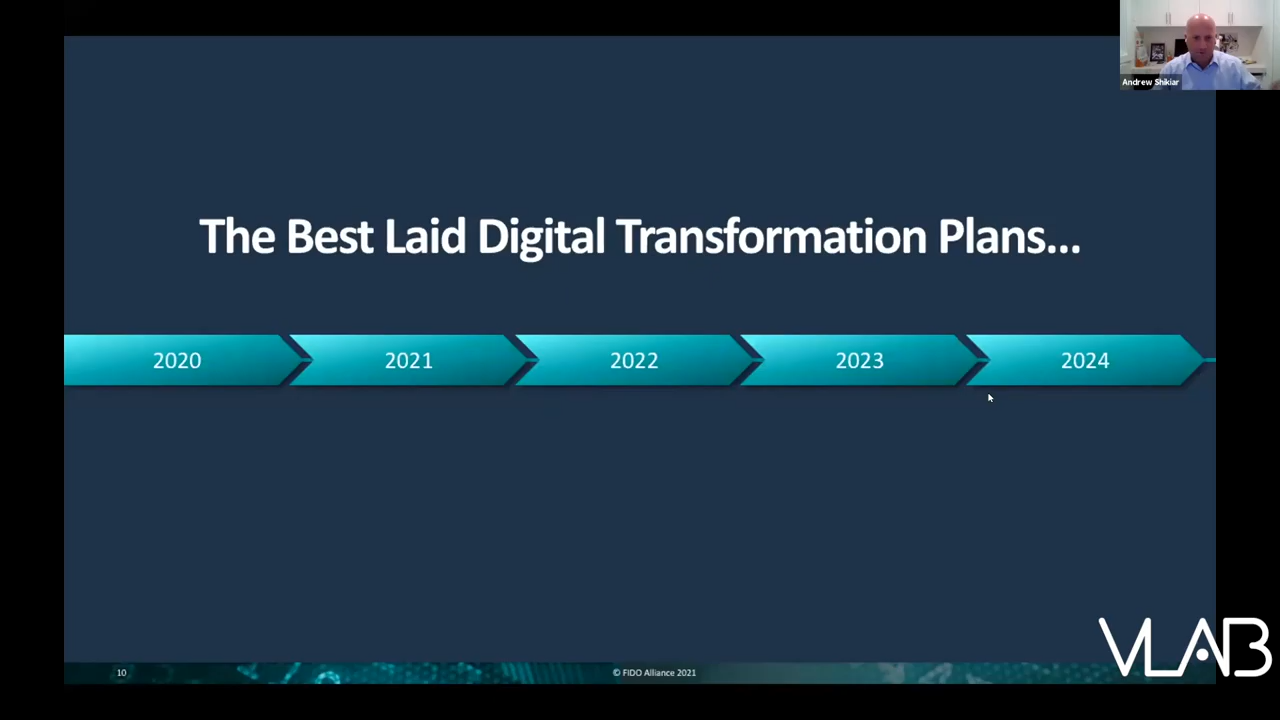 Andrew Shikiar
The Best Laid Digital Transformation Plans...
2020
2021
2022
2023
2024
10
© FIDO Alliance 2021
VLAB